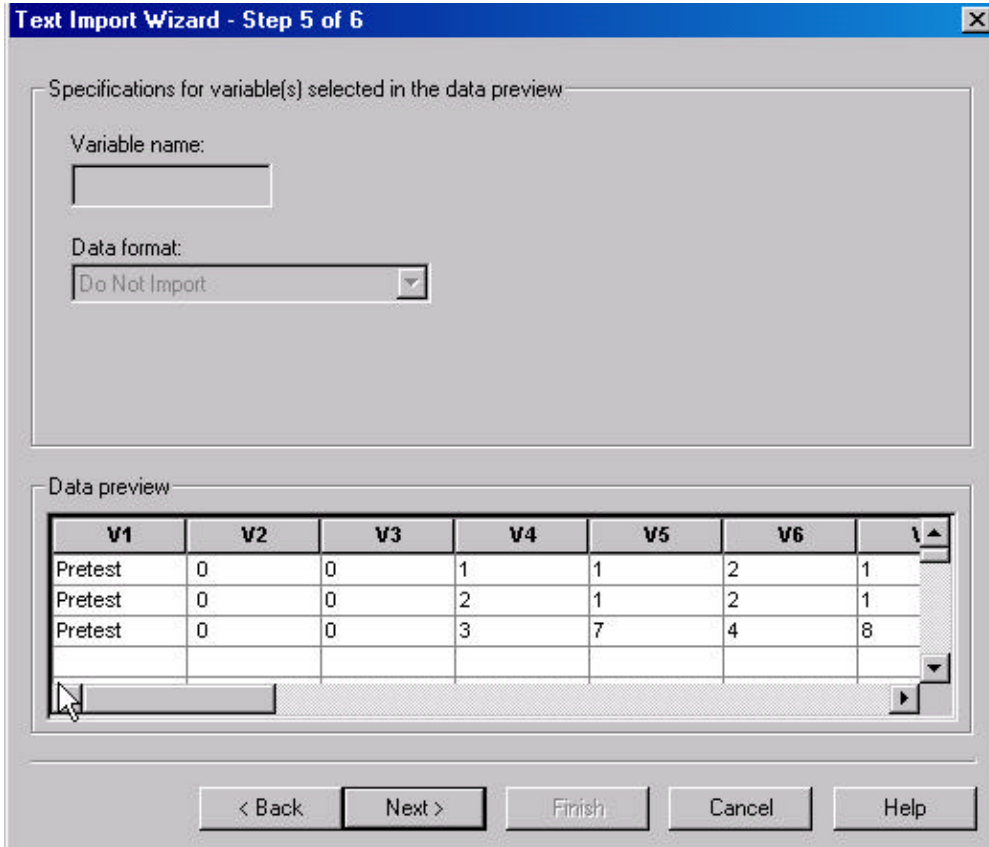 Text Import Wizard - Step 5 of 6
Specifications for variable(s) selected in the data preview
Variable name:
Data format:
Do Not Import
Data preview
V1 V2 V3 V4 V5 V6
Pretest 0 0 1 1 2 1
Pretest 0 0 2 1 2 1
Pretest 0 0 3 7 4 8
< Back Next > Finish Cancel Help